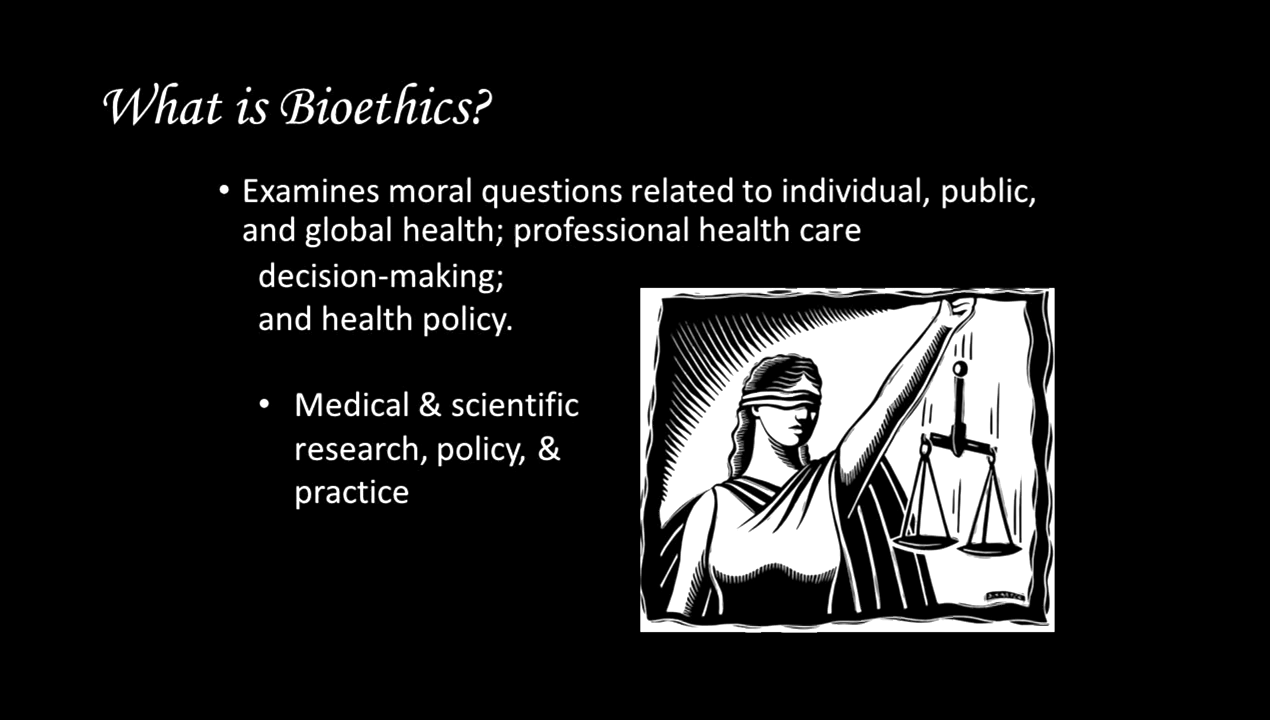 What is Bioethics?
• Examines moral questions related to individual, public,
and global health; professional health care
decision-making;
and health policy.
• Medical & scientific
research, policy, &
practice